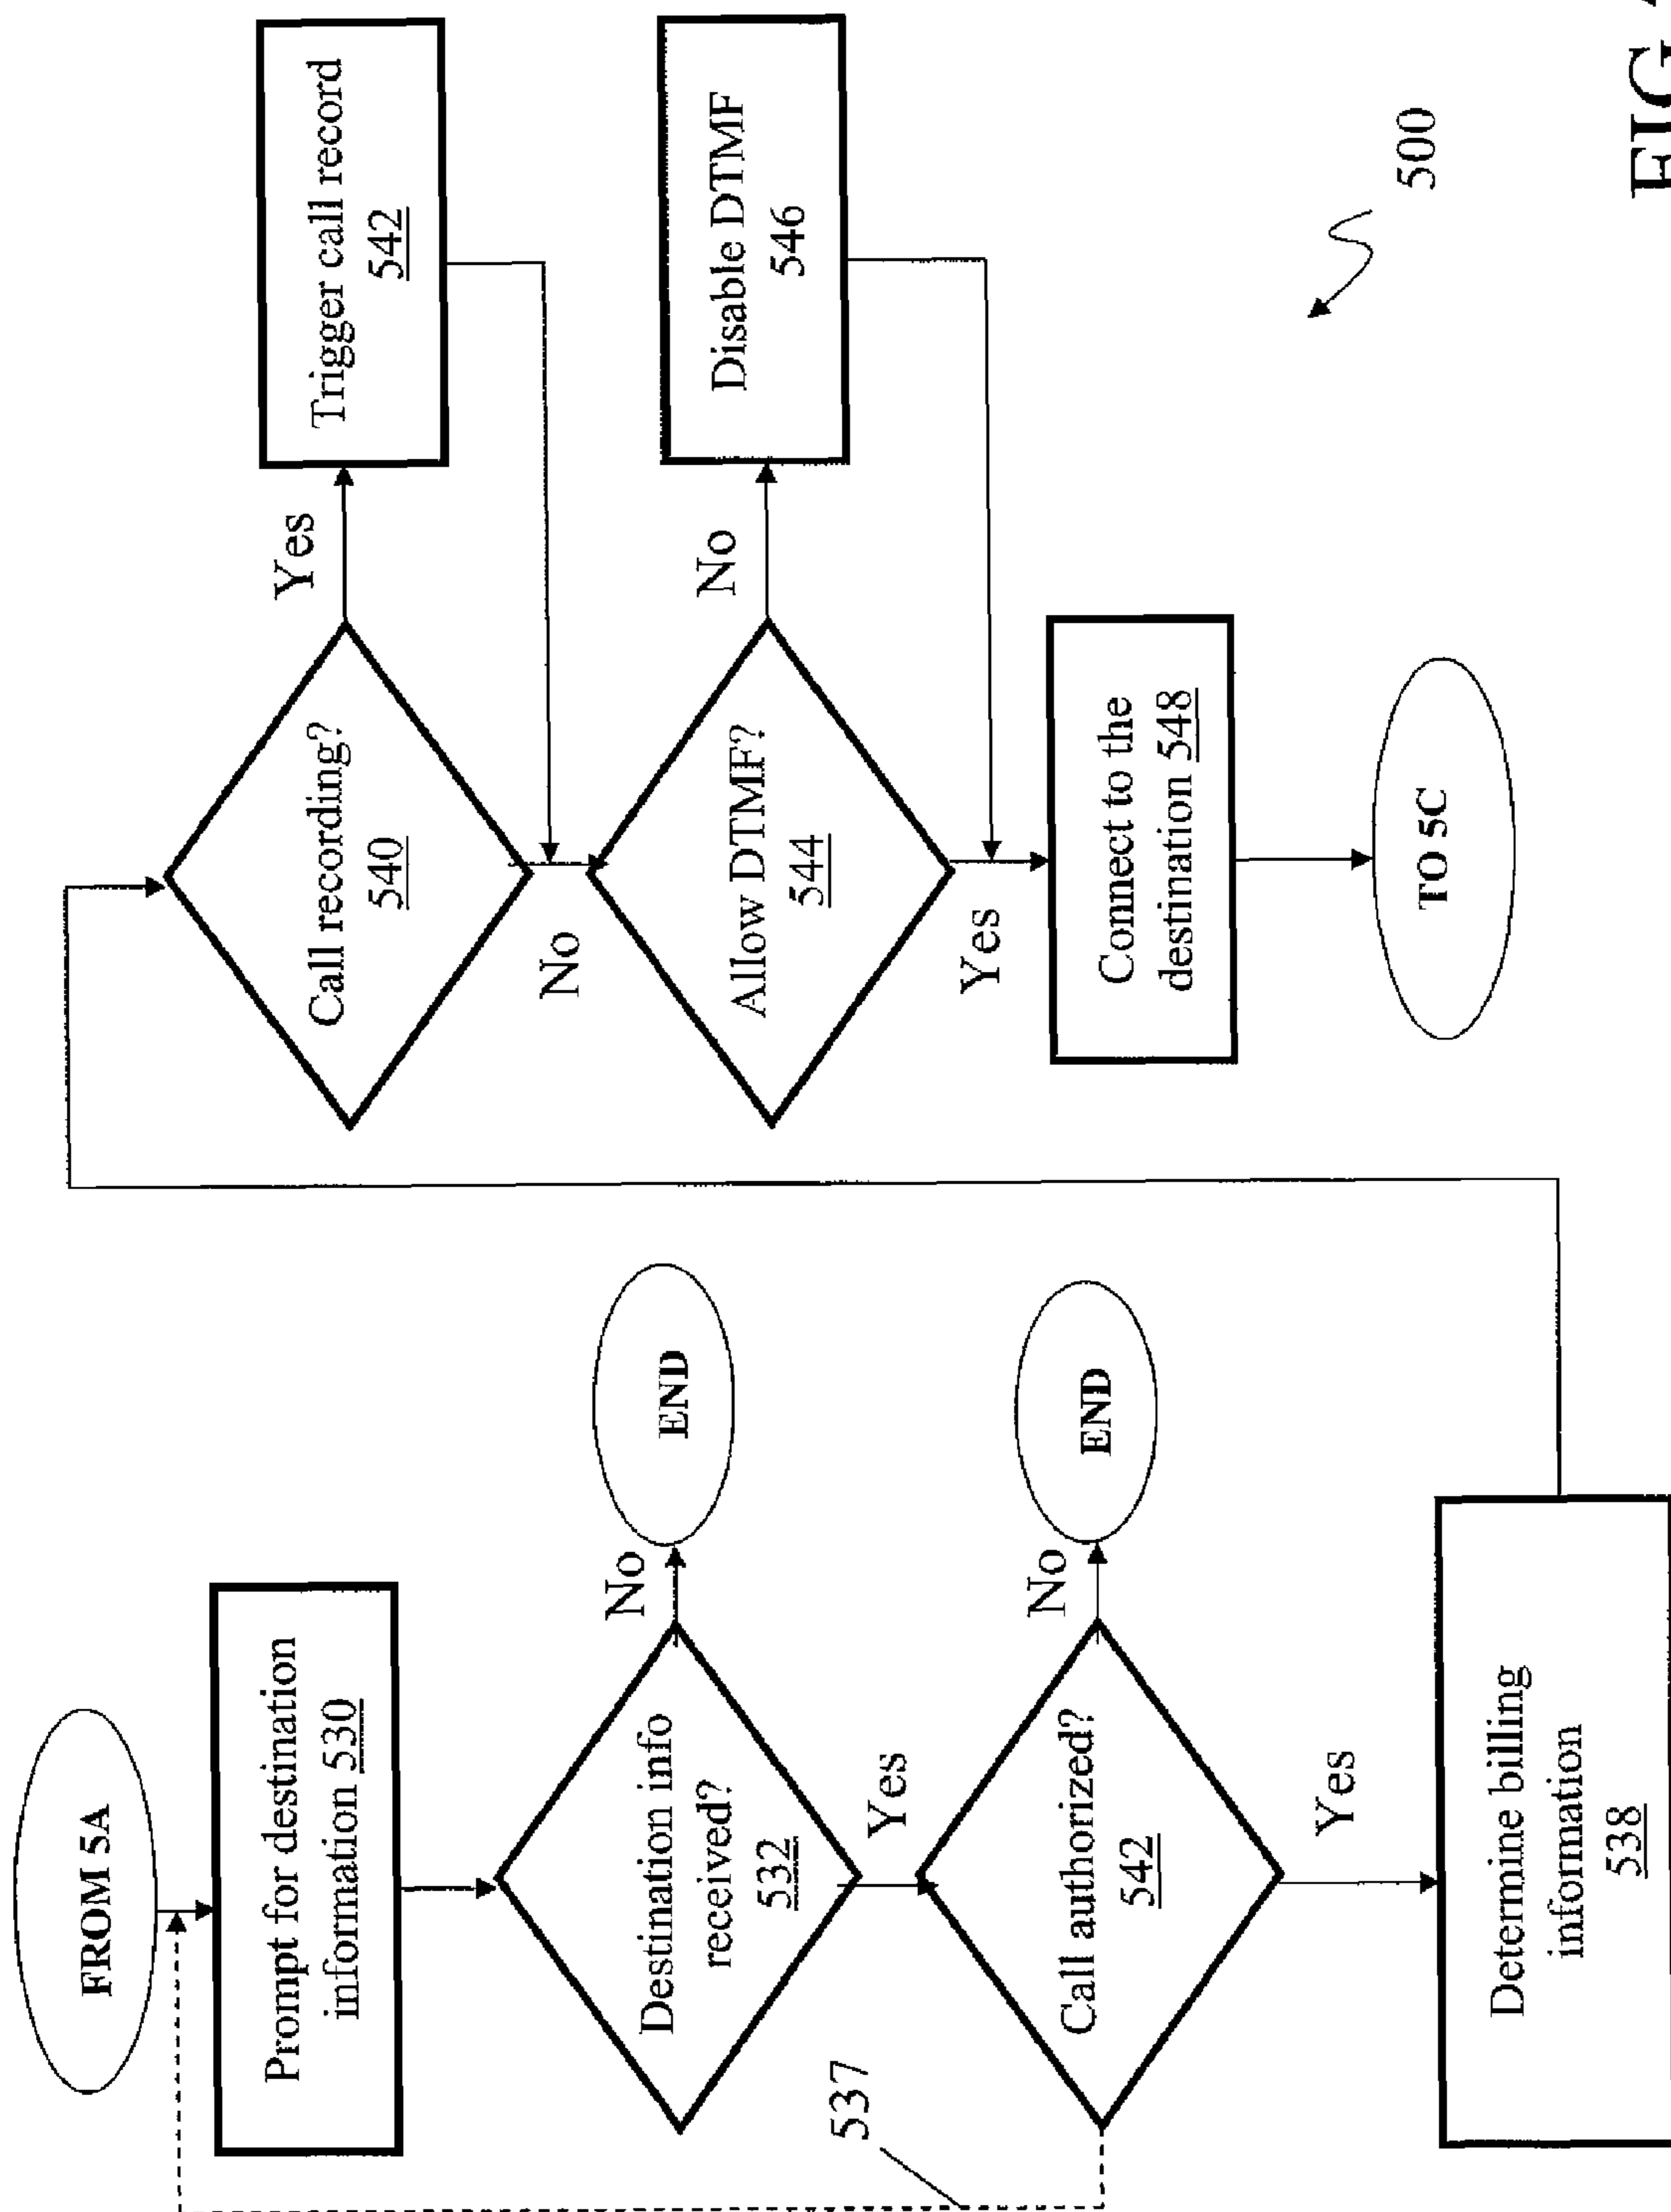 FROM 5A
Prompt for destination
information 530
Destination info
received?
532
No
END
Yes
537
Call authorized?
542
No
END
Yes
Determine billing
information
538
Call recording?
540
Yes
Trigger call record
542
No
Allow DTMF?
544
No
Disable DTMF
546
Yes
Connect to the
destination 548
TO 5C
500
FIG